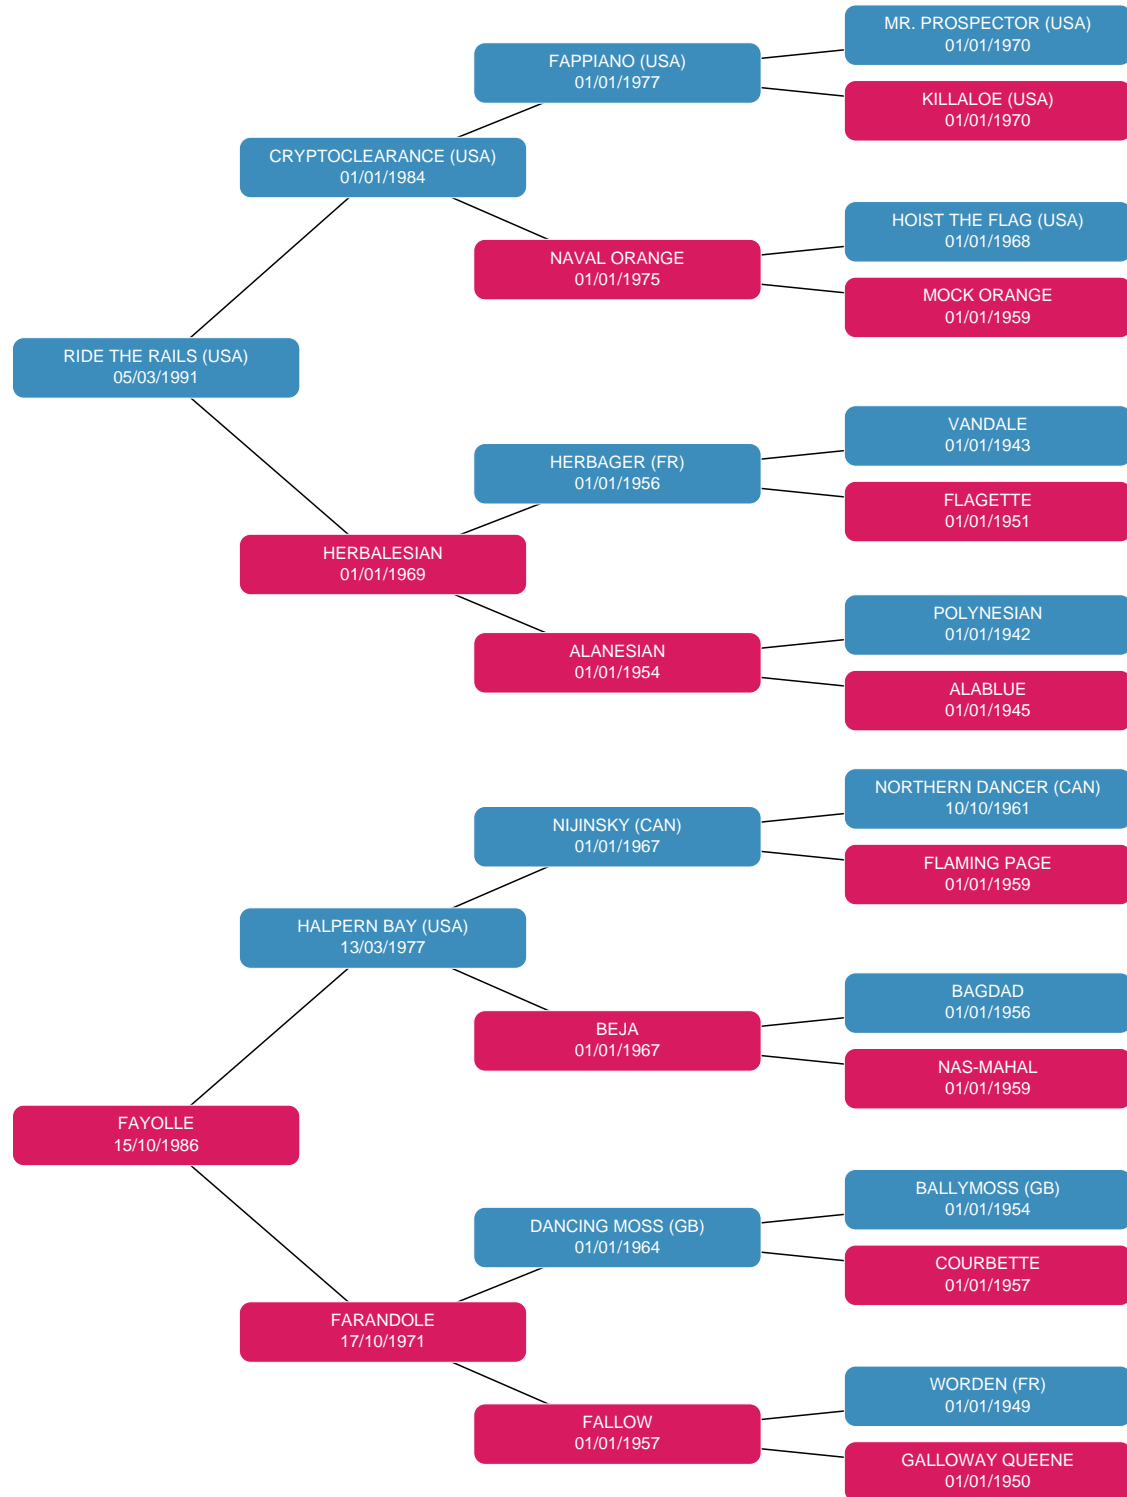 MR. PROSPECTOR (USA)
01/01/1970
FAPPIANO (USA)
01/01/1977
KILLALOE (USA)
01/01/1970
CRYPTOCLEARANCE (USA)
01/01/1984
HOIST THE FLAG (USA)
01/01/1968
NAVAL ORANGE
01/01/1975
MOCK ORANGE
01/01/1959
RIDE THE RAILS (USA)
05/03/1991
VANDALE
01/01/1943
HERBAGER (FR)
01/01/1956
FLAGETTE
01/01/1951
HERBALESIAN
01/01/1969
POLYNESIAN
01/01/1942
ALANESIAN
01/01/1954
ALABLUE
01/01/1945
NORTHERN DANCER (CAN)
10/10/1961
NIJINSKY (CAN)
01/01/1967
FLAMING PAGE
01/01/1959
HALPERN BAY (USA)
13/03/1977
BAGDAD
01/01/1956
BEJA
01/01/1967
NAS-MAHAL
01/01/1959
FAYOLLE
15/10/1986
BALLYMOSS (GB)
01/01/1954
DANCING MOSS (GB)
01/01/1964
COURBETTE
01/01/1957
FARANDOLE
17/10/1971
WORDEN (FR)
01/01/1949
FALLOW
01/01/1957
GALLOWAY QUEENE
01/01/1950